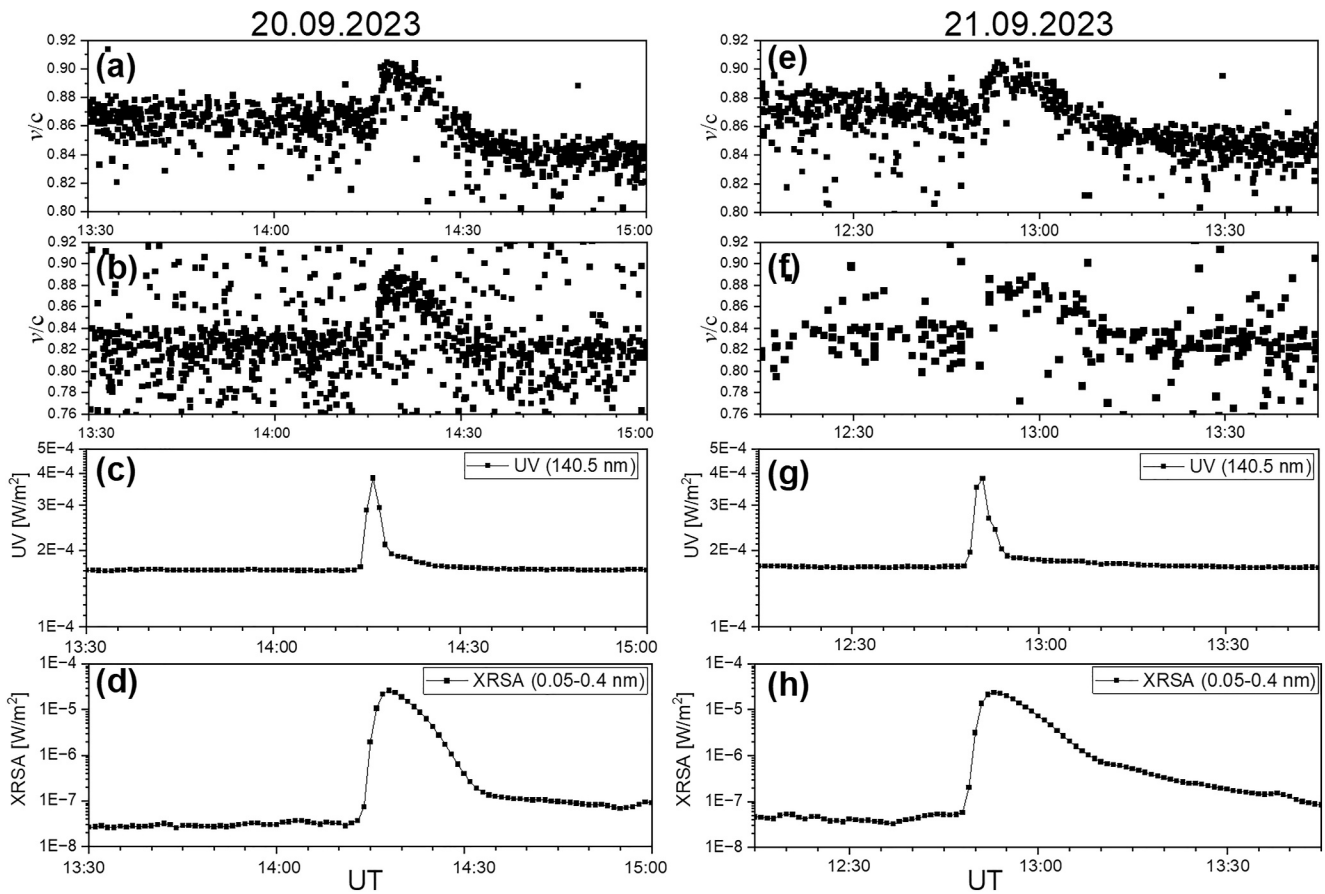 20.09.2023
21.09.2023
(a)
0.92
0.90
0.88
0.86
0.84
0.82
0.80
v/c
13:30
14:00
14:30
15:00
(e)
0.92
0.90
0.88
0.86
0.84
0.82
0.80
v/c
12:30
13:00
13:30
(b)
0.92
0.90
0.88
0.86
0.84
0.82
0.80
0.78
0.76
v/c
13:30
14:00
14:30
15:00
(f)
0.92
0.90
0.88
0.86
0.84
0.82
0.80
0.78
0.76
v/c
12:30
13:00
13:30
(c)
UV (140.5 nm)
5E−4
4E−4
3E−4
2E−4
1E−4
UV [W/m²]
13:30
14:00
14:30
15:00
(g)
UV (140.5 nm)
5E−4
4E−4
3E−4
2E−4
1E−4
UV [W/m²]
12:30
13:00
13:30
(d)
XRSA (0.05-0.4 nm)
1E−4
1E−5
1E−6
1E−7
1E−8
XRSA [W/m²]
13:30
14:00
14:30
15:00
UT
(h)
XRSA (0.05-0.4 nm)
1E−4
1E−5
1E−6
1E−7
1E−8
XRSA [W/m²]
12:30
13:00
13:30
UT